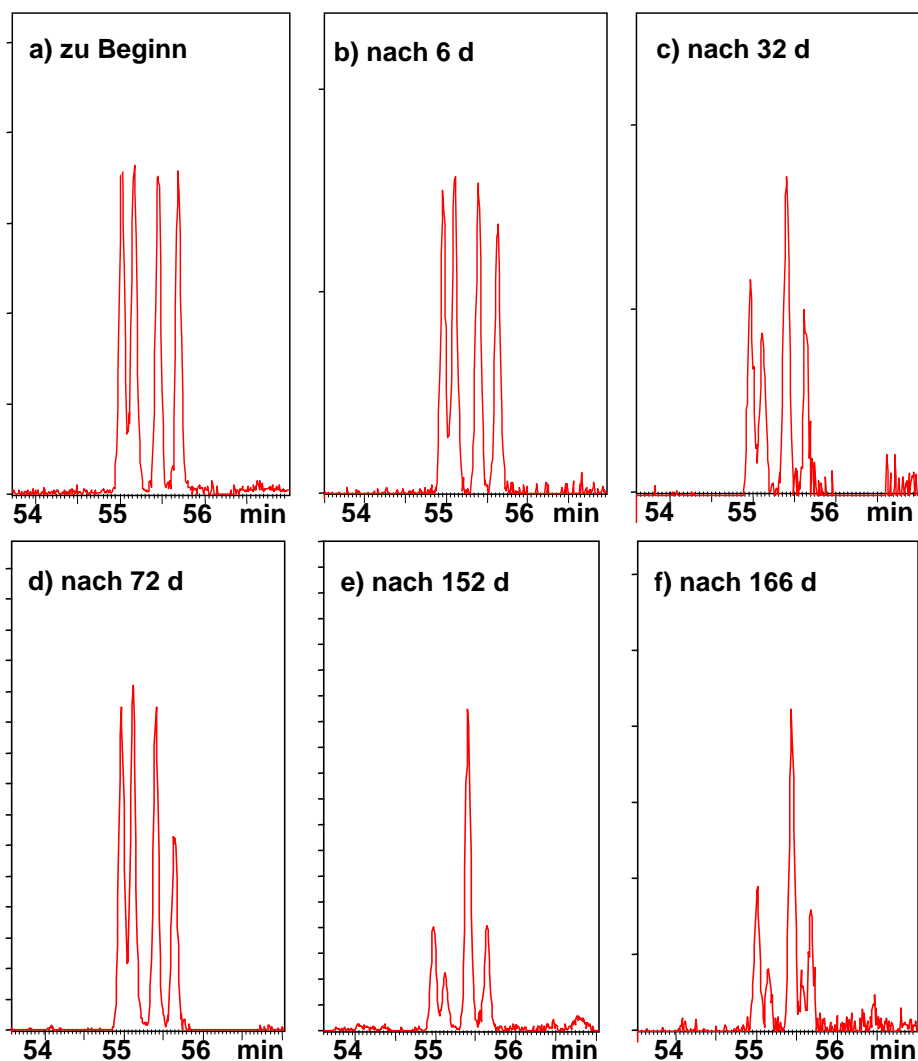 a) zu Beginn
b) nach 6 d
c) nach 32 d
54 55 56 min
54 55 56 min
54 55 56 min
d) nach 72 d
e) nach 152 d
f) nach 166 d
54 55 56 min
54 55 56 min
54 55 56 min